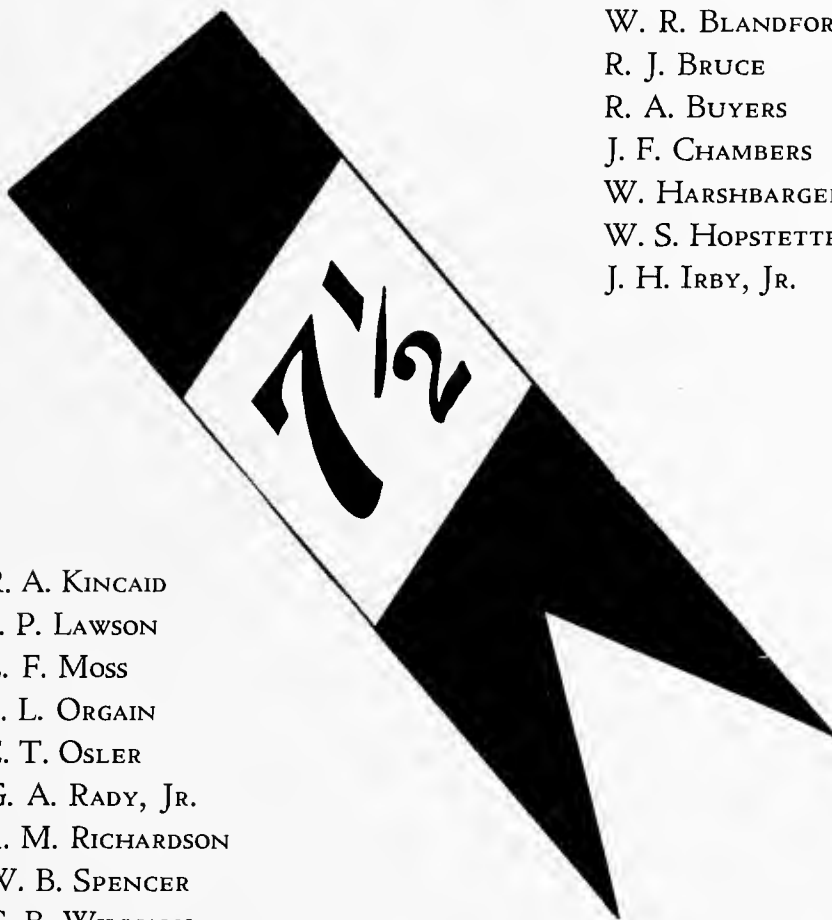 W. R. BLANDFOR
R. J. BRUCE
R. A. BUYERS
J. F. CHAMBERS
W. HARSHBARGE
W. S. HOPSTETTE
J. H. IRBY, JR.
7½
R. A. KINCAID
P. LAWSON
F. MOSS
L. ORGAIN
T. OSLER
G. A. RADY, JR.
M. RICHARDSON
W. B. SPENCER